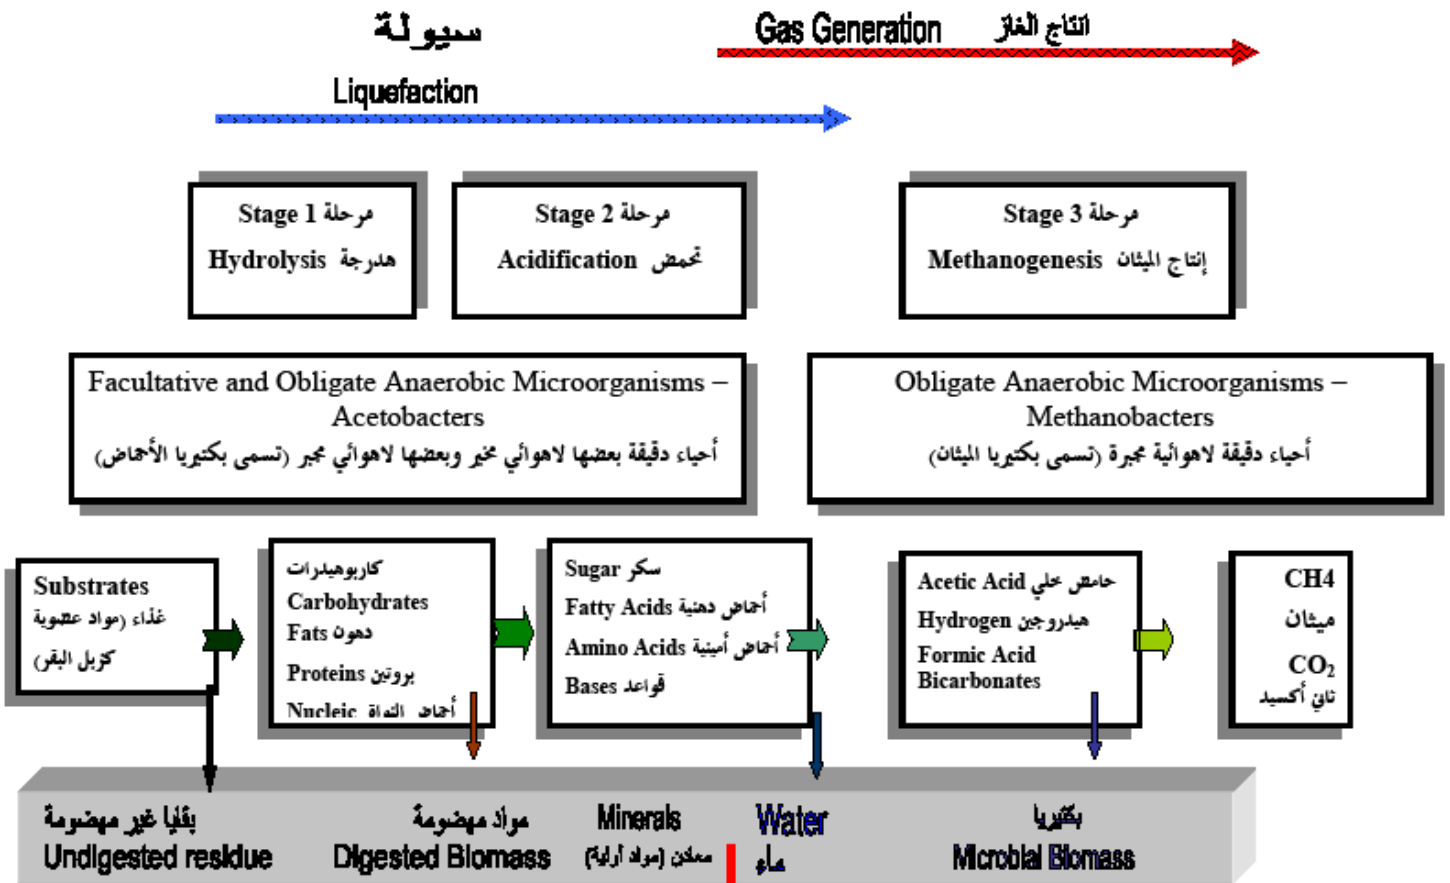 سيولة
Gas Generation انتاج الغاز
Liquefaction
Stage 1 مرحلة
Hydrolysis هدرجة
Stage 2 مرحلة
Acidification تحمض
Stage 3 مرحلة
Methanogenesis إنتاج الميثان
Facultative and Obligate Anaerobic Microorganisms –
Acetobacters
أحياء دقيقة بعضها لاهوائي مخير وبعضها لاهوائي مجبر (تسمى بكتيريا الأحماض)
Obligate Anaerobic Microorganisms –
Methanobacters
أحياء دقيقة لاهوائية مجبرة (تسمى بكتيريا الميثان)
Substrates
غذاء (مواد عضوية
كزبل البقر)
كاربوهيدرات
Carbohydrates
Fats دهون
Proteins بروتين
Nucleic أحماض النواة
Sugar سكر
Fatty Acids أحماض دهنية
Amino Acids أحماض أمينية
Bases قواعد
Acetic Acid حامض خلي
Hydrogen هيدروجين
Formic Acid
Bicarbonates
CH4
ميثان
CO2
ثاني أكسيد
بقايا غير مهضومة
Undigested residue
مواد مهضومة
Digested Biomass
Minerals
معادن (مواد أولية)
Water
ماء
بكتيريا
Microbial Biomass